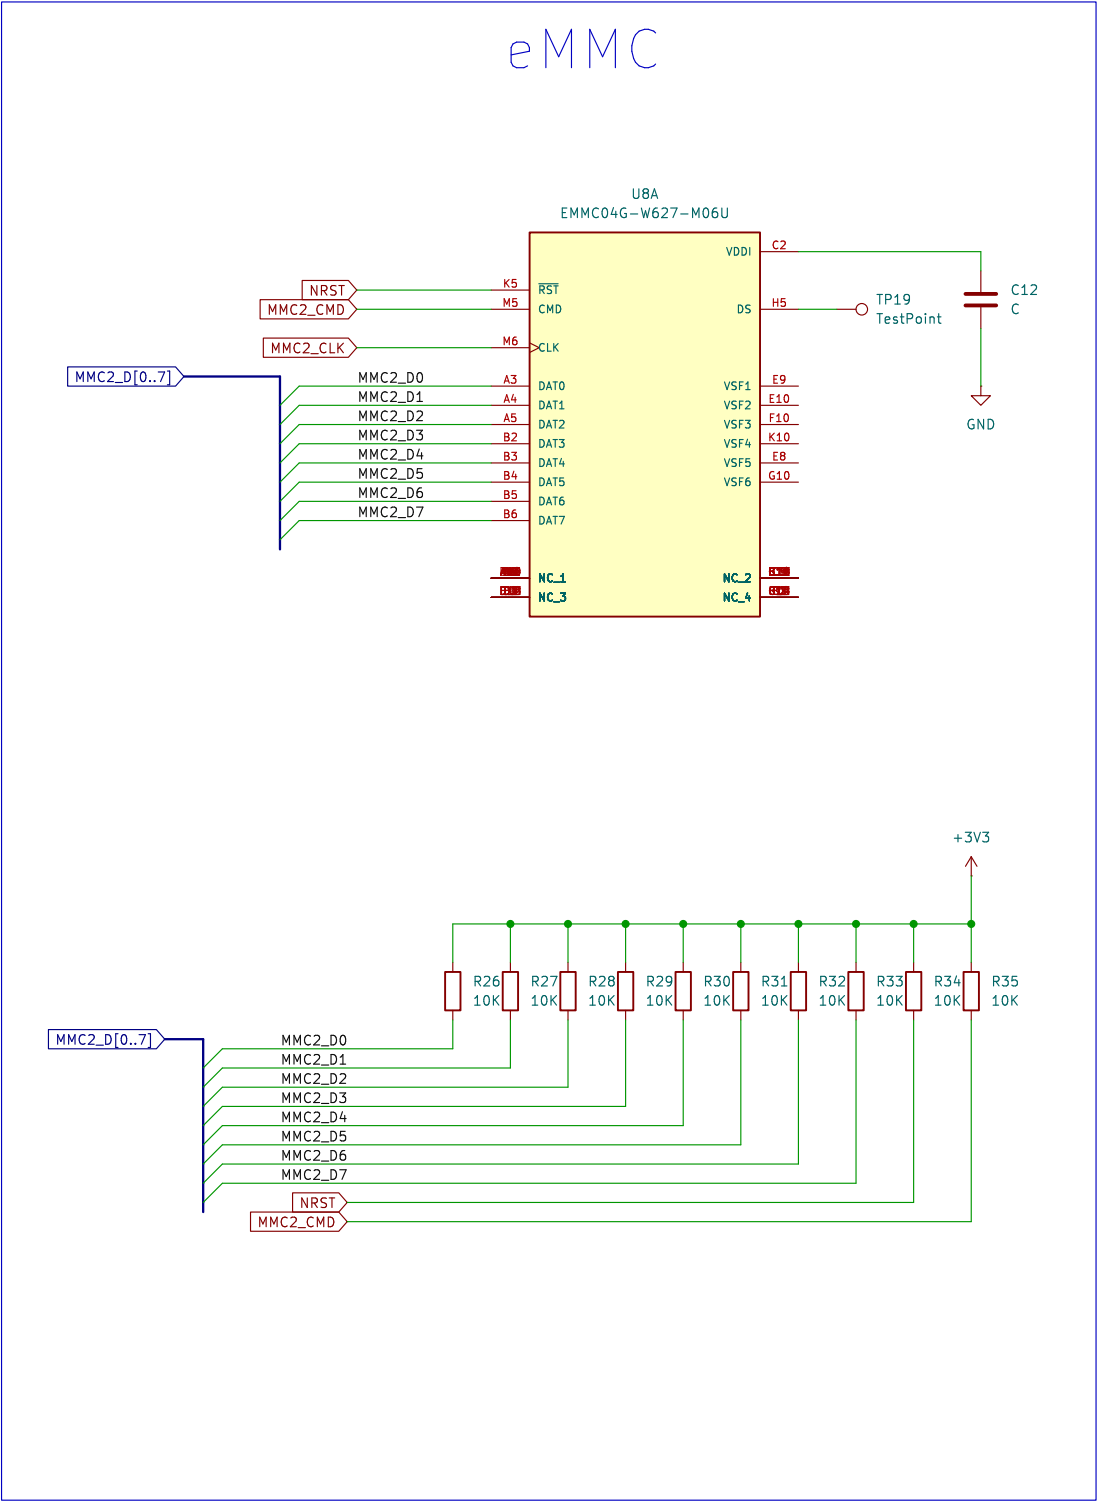 eMMC
U8A
EMMC04G-W627-M06U
C2
VDDI
NRST
K5
RST
C12
MMC2_CMD
M5
CMD
DS
H5
TP19
TestPoint
C
MMC2_CLK
M6
CLK
MMC2_D[0..7]
MMC2_D0
A3
DAT0
VSF1
E9
MMC2_D1
A4
DAT1
VSF2
E10
MMC2_D2
A5
DAT2
VSF3
F10
GND
MMC2_D3
B2
DAT3
VSF4
K10
MMC2_D4
B3
DAT4
VSF5
E8
MMC2_D5
B4
DAT5
VSF6
G10
MMC2_D6
B5
DAT6
MMC2_D7
B6
DAT7
NC_1
NC_2
NC_3
NC_4
+3V3
R26
10K
R27
10K
R28
10K
R29
10K
R30
10K
R31
10K
R32
10K
R33
10K
R34
10K
R35
10K
MMC2_D[0..7]
MMC2_D0
MMC2_D1
MMC2_D2
MMC2_D3
MMC2_D4
MMC2_D5
MMC2_D6
MMC2_D7
NRST
MMC2_CMD